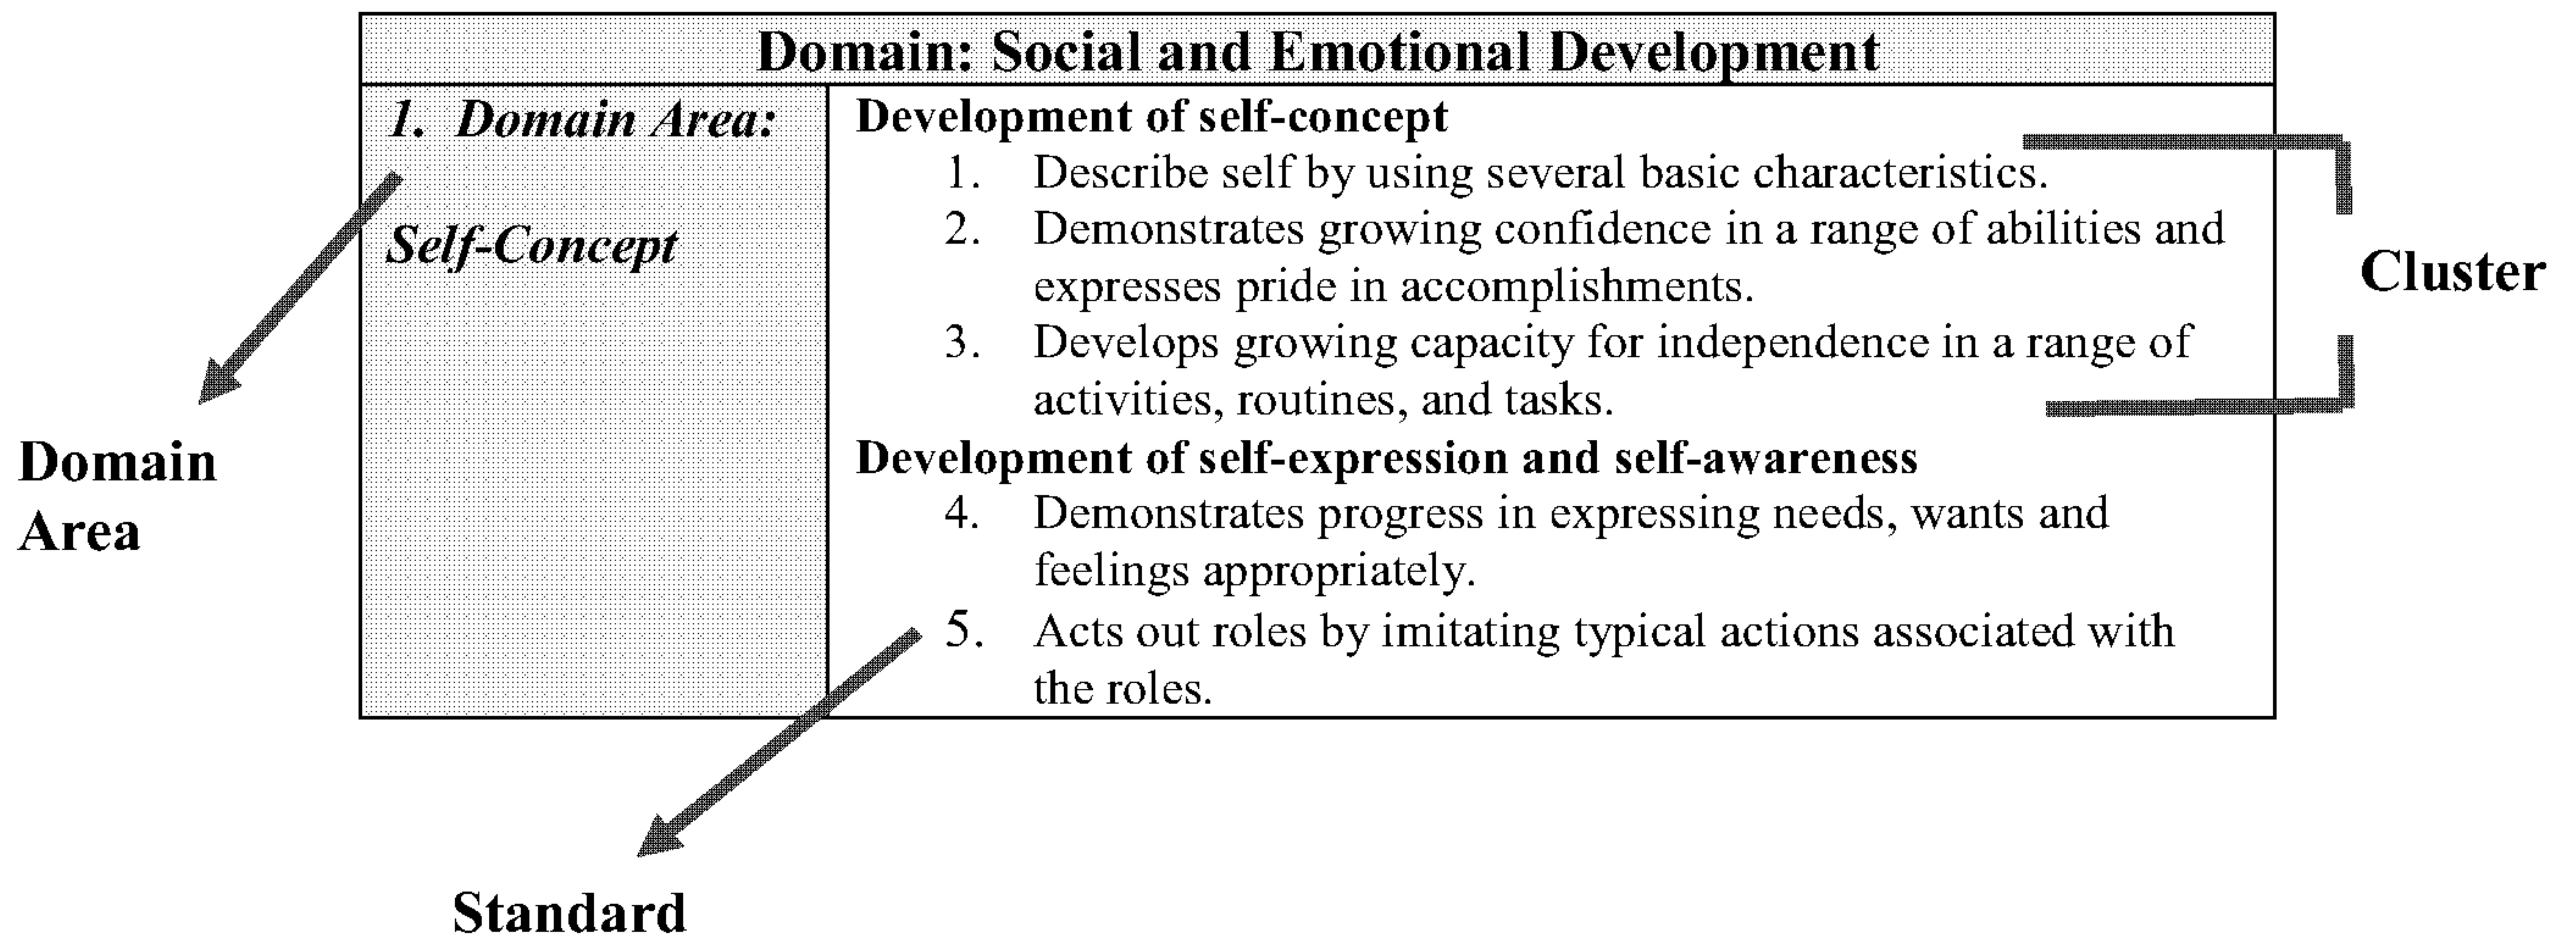 Domain: Social and Emotional Development
1. Domain Area:
Self-Concept
Development of self-concept
1. Describe self by using several basic characteristics.
2. Demonstrates growing confidence in a range of abilities and
expresses pride in accomplishments.
3. Develops growing capacity for independence in a range of
activities, routines, and tasks.
Development of self-expression and self-awareness
4. Demonstrates progress in expressing needs, wants and
feelings appropriately.
5. Acts out roles by imitating typical actions associated with
the roles.
Cluster
Domain
Area
Standard